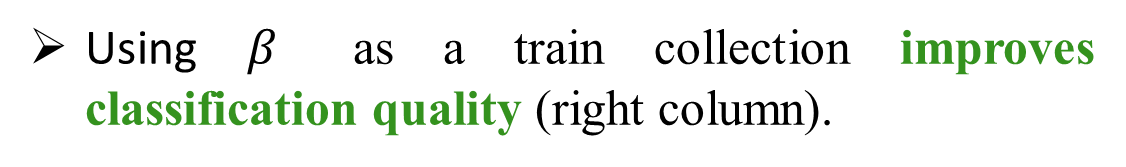 ➢ Using β as a train collection improves
classification quality (right column).